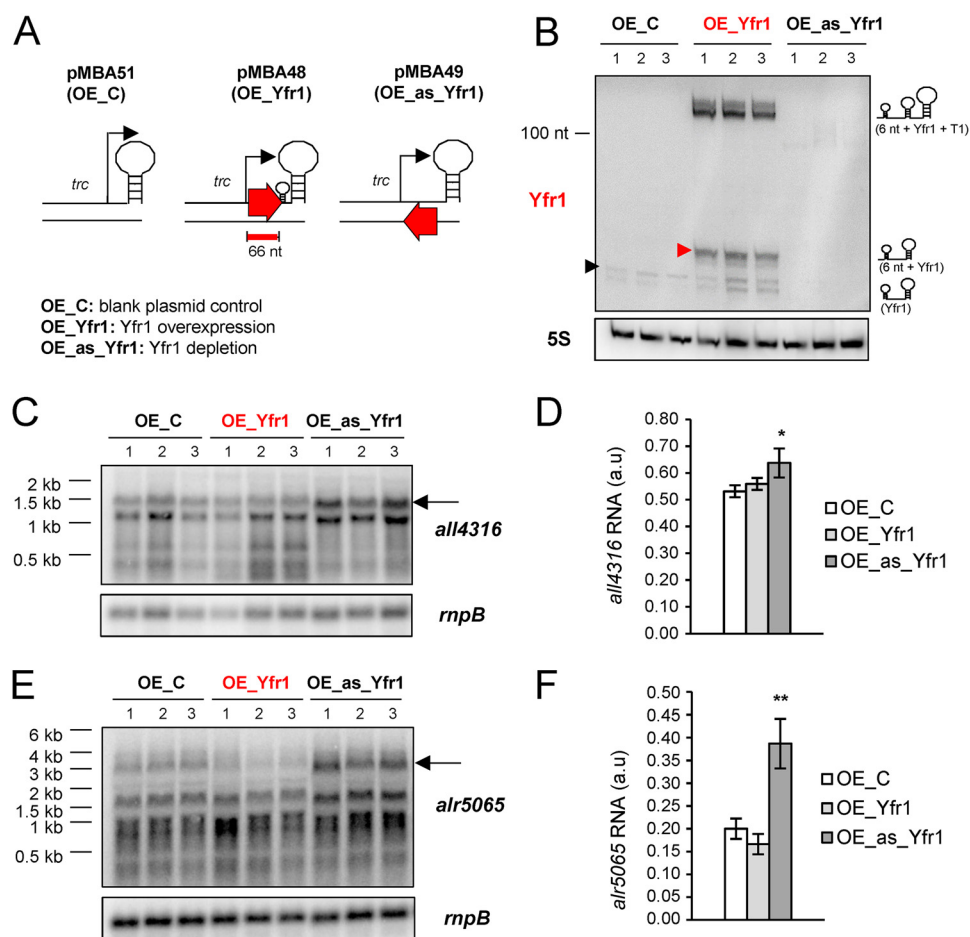 A
pMBA51
(OE_C)
pMBA48
(OE_Yfr1)
pMBA49
(OE_as_Yfr1)
trc
trc
trc
66 nt
OE_C: blank plasmid control
OE_Yfr1: Yfr1 overexpression
OE_as_Yfr1: Yfr1 depletion
B
OE_C OE_Yfr1 OE_as_Yfr1
1 2 3 1 2 3 1 2 3
100 nt
Yfr1
(6 nt + Yfr1 + T1)
(6 nt + Yfr1)
(Yfr1)
5S
C
OE_C OE_Yfr1 OE_as_Yfr1
1 2 3 1 2 3 1 2 3
2 kb
1.5 kb
1 kb
0.5 kb
all4316
rnpB
D
all4316 RNA (a.u)
0.80
0.70
0.60
0.50
0.40
0.30
0.20
0.10
0.00
*
OE_C
OE_Yfr1
OE_as_Yfr1
E
OE_C OE_Yfr1 OE_as_Yfr1
1 2 3 1 2 3 1 2 3
6 kb
4 kb
3 kb
2 kb
1.5 kb
1 kb
0.5 kb
alr5065
rnpB
F
alr5065 RNA (a.u)
0.50
0.45
0.40
0.35
0.30
0.25
0.20
0.15
0.10
0.05
0.00
**
OE_C
OE_Yfr1
OE_as_Yfr1